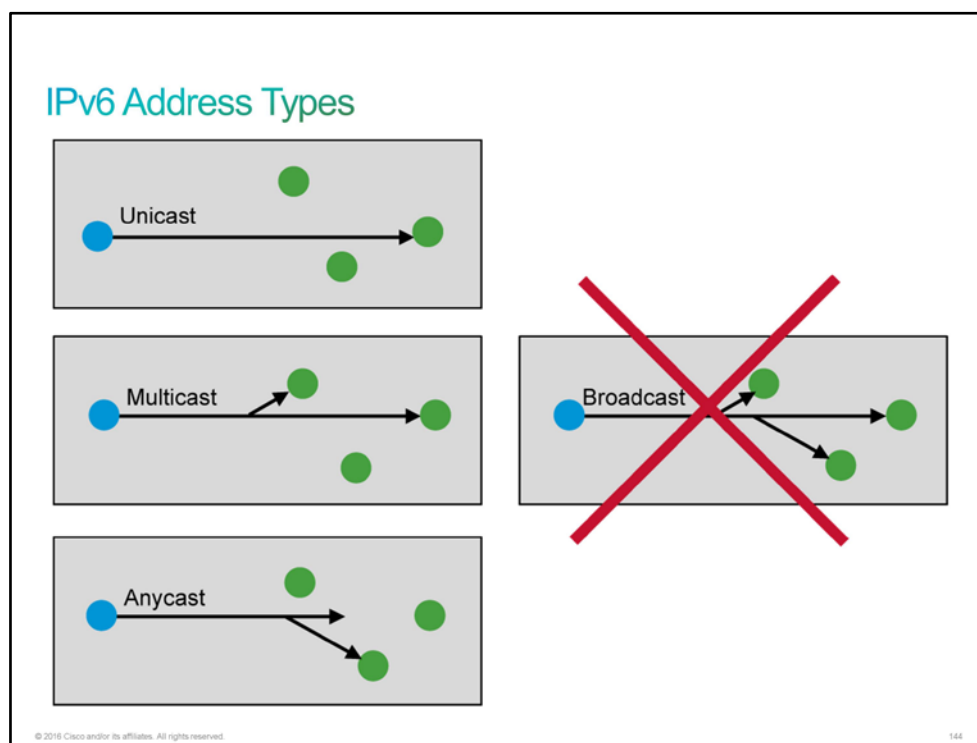 IPv6 Address Types
Unicast
Multicast
Broadcast
Anycast
© 2016 Cisco and/or its affiliates. All rights reserved.
144